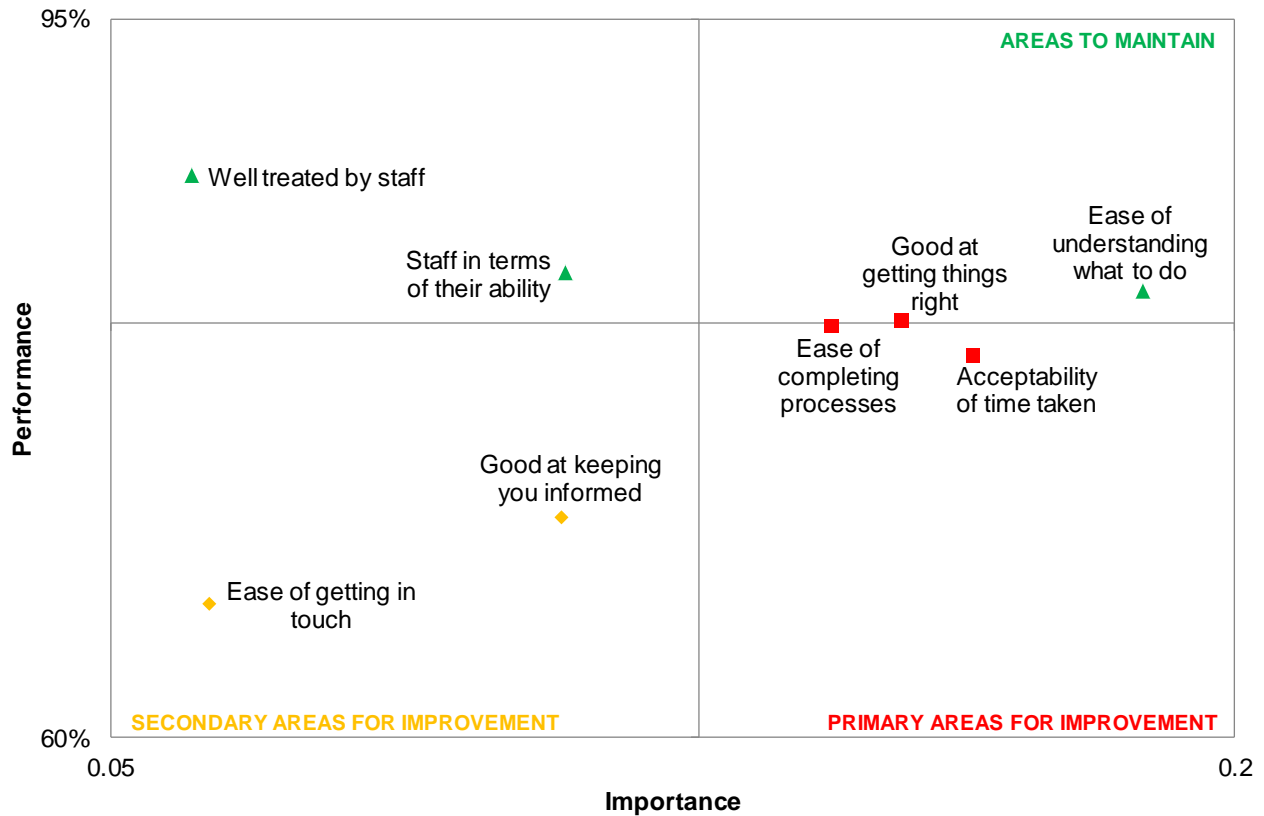 95%
AREAS TO MAINTAIN
Well treated by staff
Staff in terms
of their ability
Good at
getting things
right
Ease of
understanding
what to do
Performance
Ease of
completing
processes
Acceptability
of time taken
Good at keeping
you informed
Ease of getting in
touch
SECONDARY AREAS FOR IMPROVEMENT
PRIMARY AREAS FOR IMPROVEMENT
60%
0.05
0.2
Importance